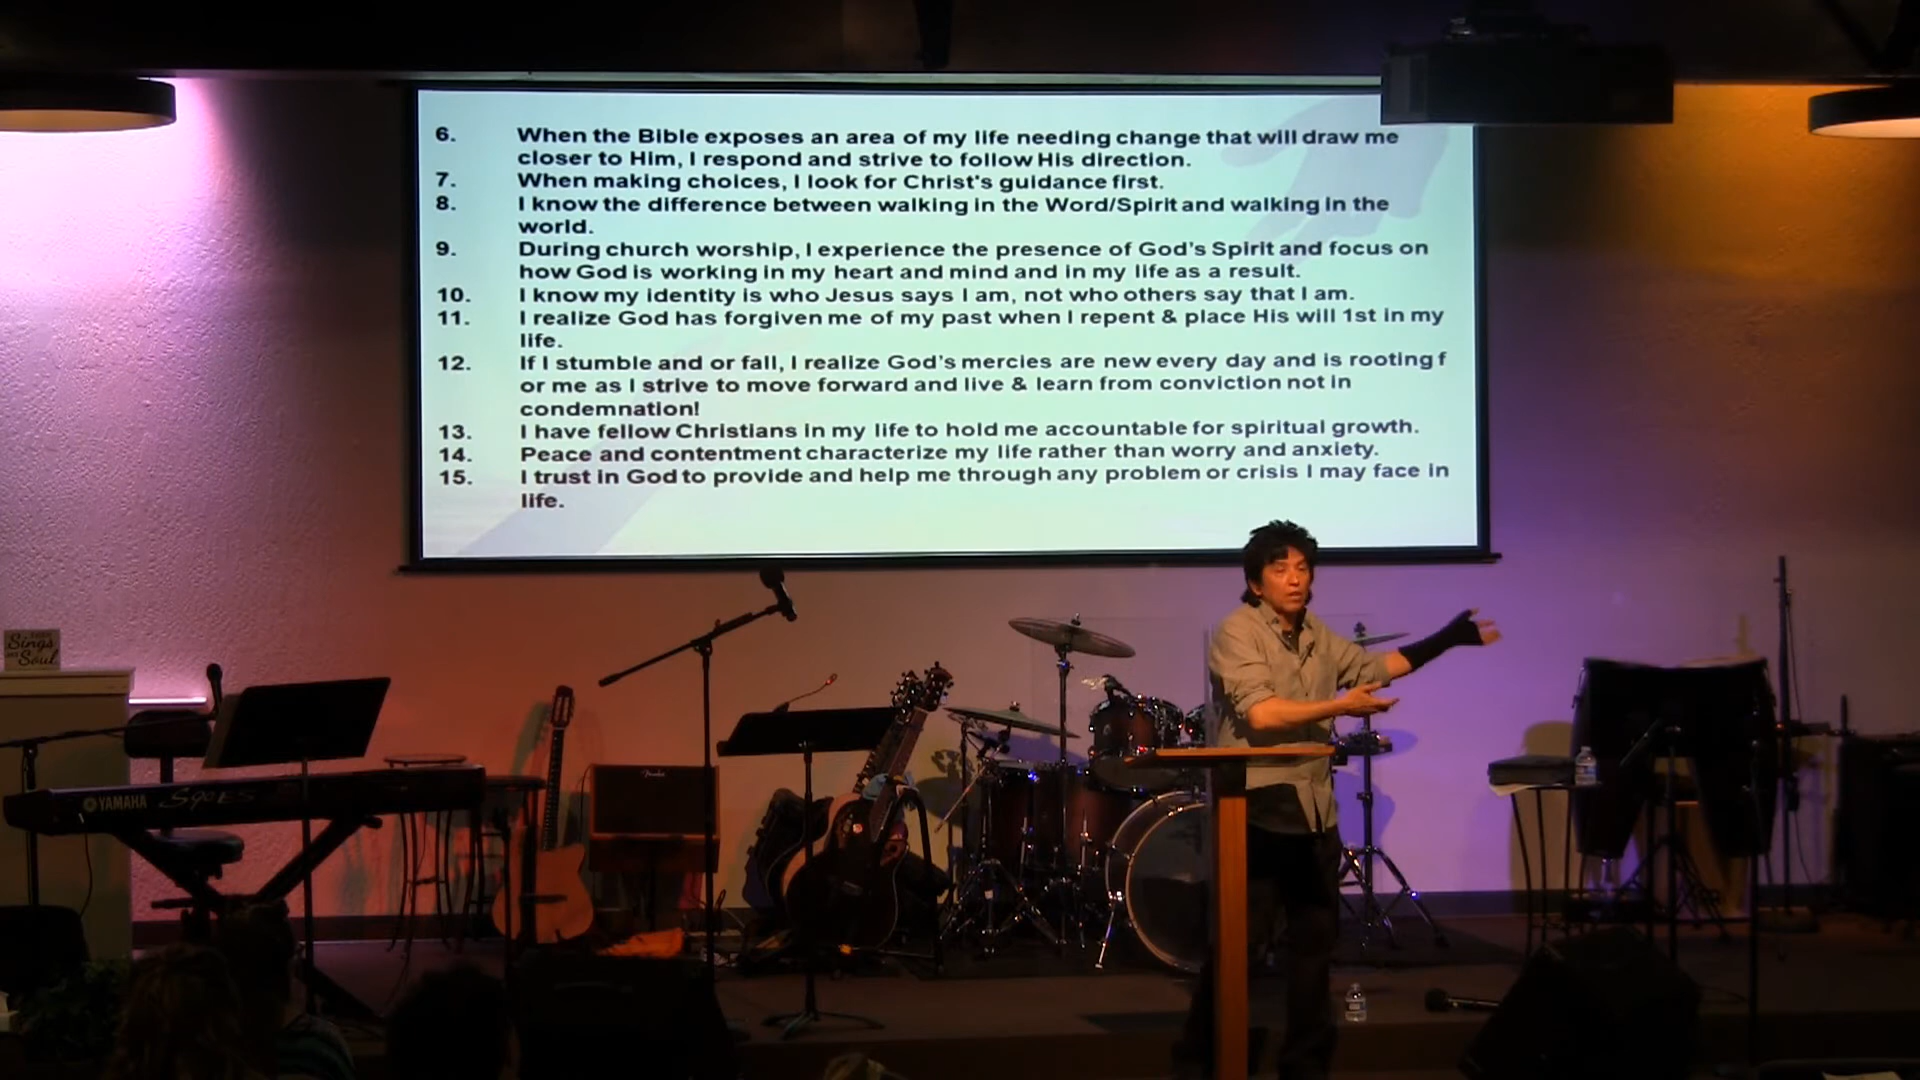 6. When the Bible exposes an area of my life needing change that will draw me
closer to Him, I respond and strive to follow His direction.
7. When making choices, I look for Christ's guidance first.
8. I know the difference between walking in the Word/Spirit and walking in the
world.
9. During church worship, I experience the presence of God's Spirit and focus on
how God is working in my heart and mind and in my life as a result.
10. I know my identity is who Jesus says I am, not who others say that I am.
11. I realize God has forgiven me of my past when I repent & place His will 1st in my
life.
12. If I stumble and or fall, I realize God's mercies are new every day and is rooting f
or me as I strive to move forward and live & learn from conviction not in
condemnation!
13. I have fellow Christians in my life to hold me accountable for spiritual growth.
14. Peace and contentment characterize my life rather than worry and anxiety.
15. I trust in God to provide and help me through any problem or crisis I may face in
life.
Sings
Soul
Fender
YAMAHA